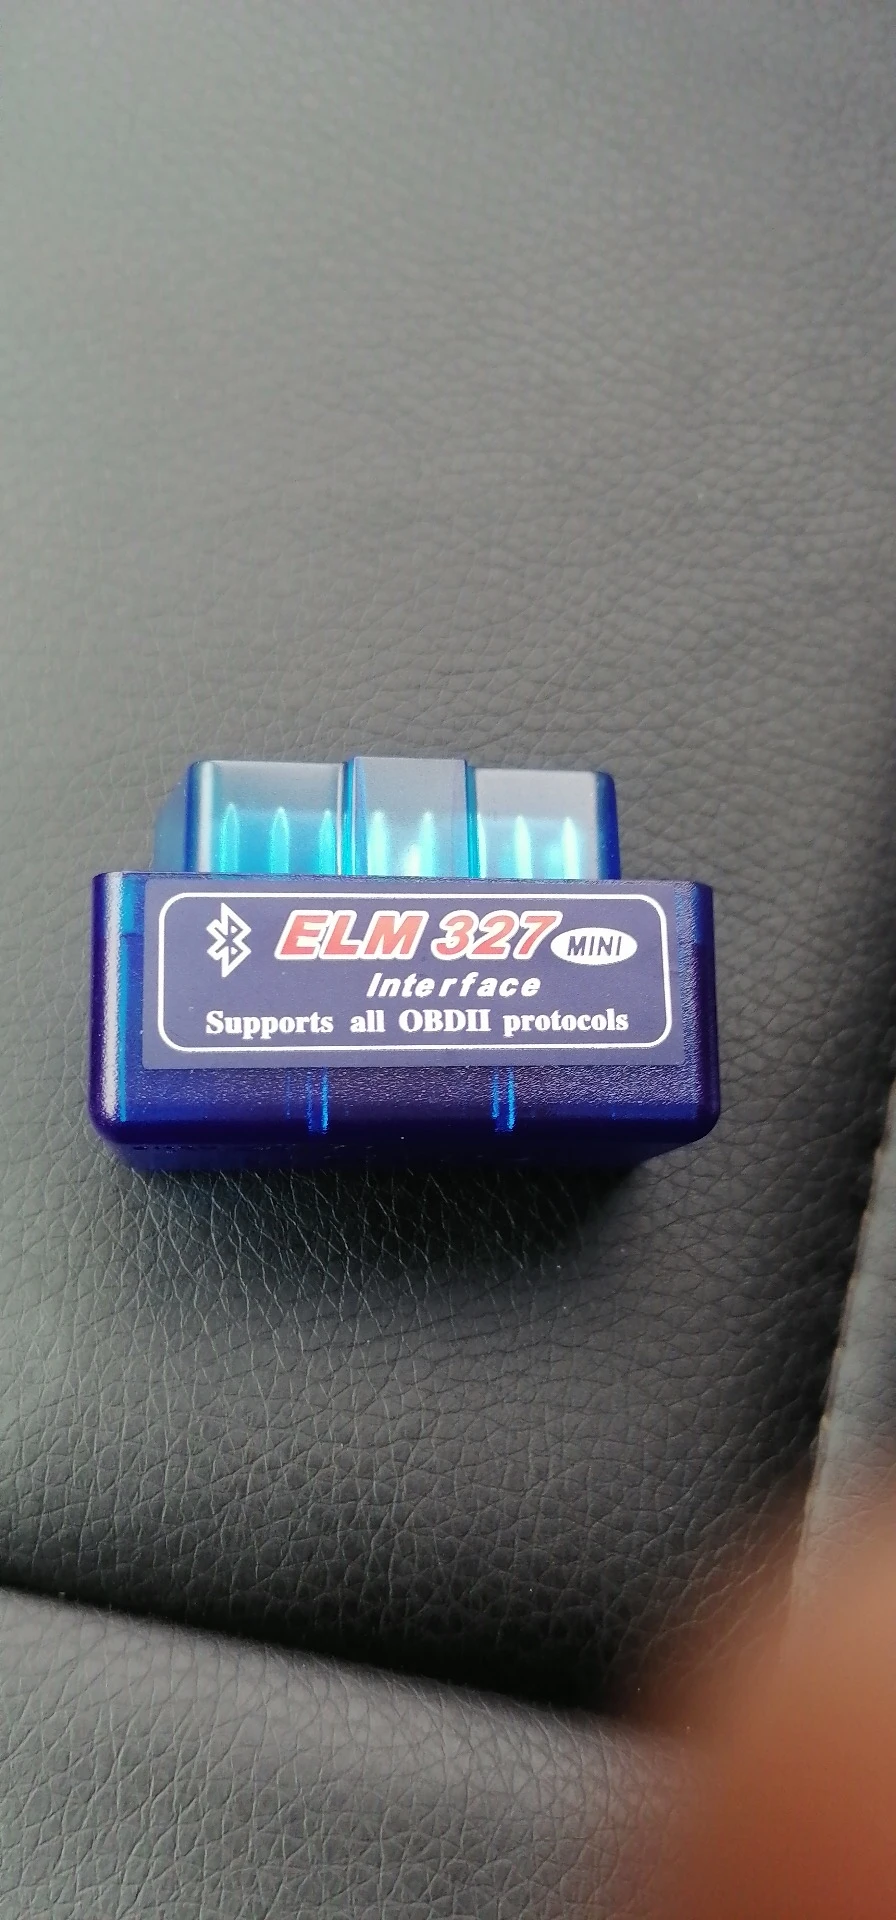 ELM 327 MINI
Interface
Supports all OBDII protocols